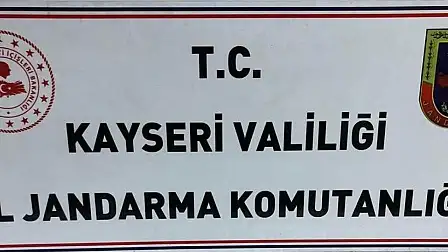 T.C.
KAYSERİ VALİLİĞİ
L JANDARMA KOMUTANLIĞ